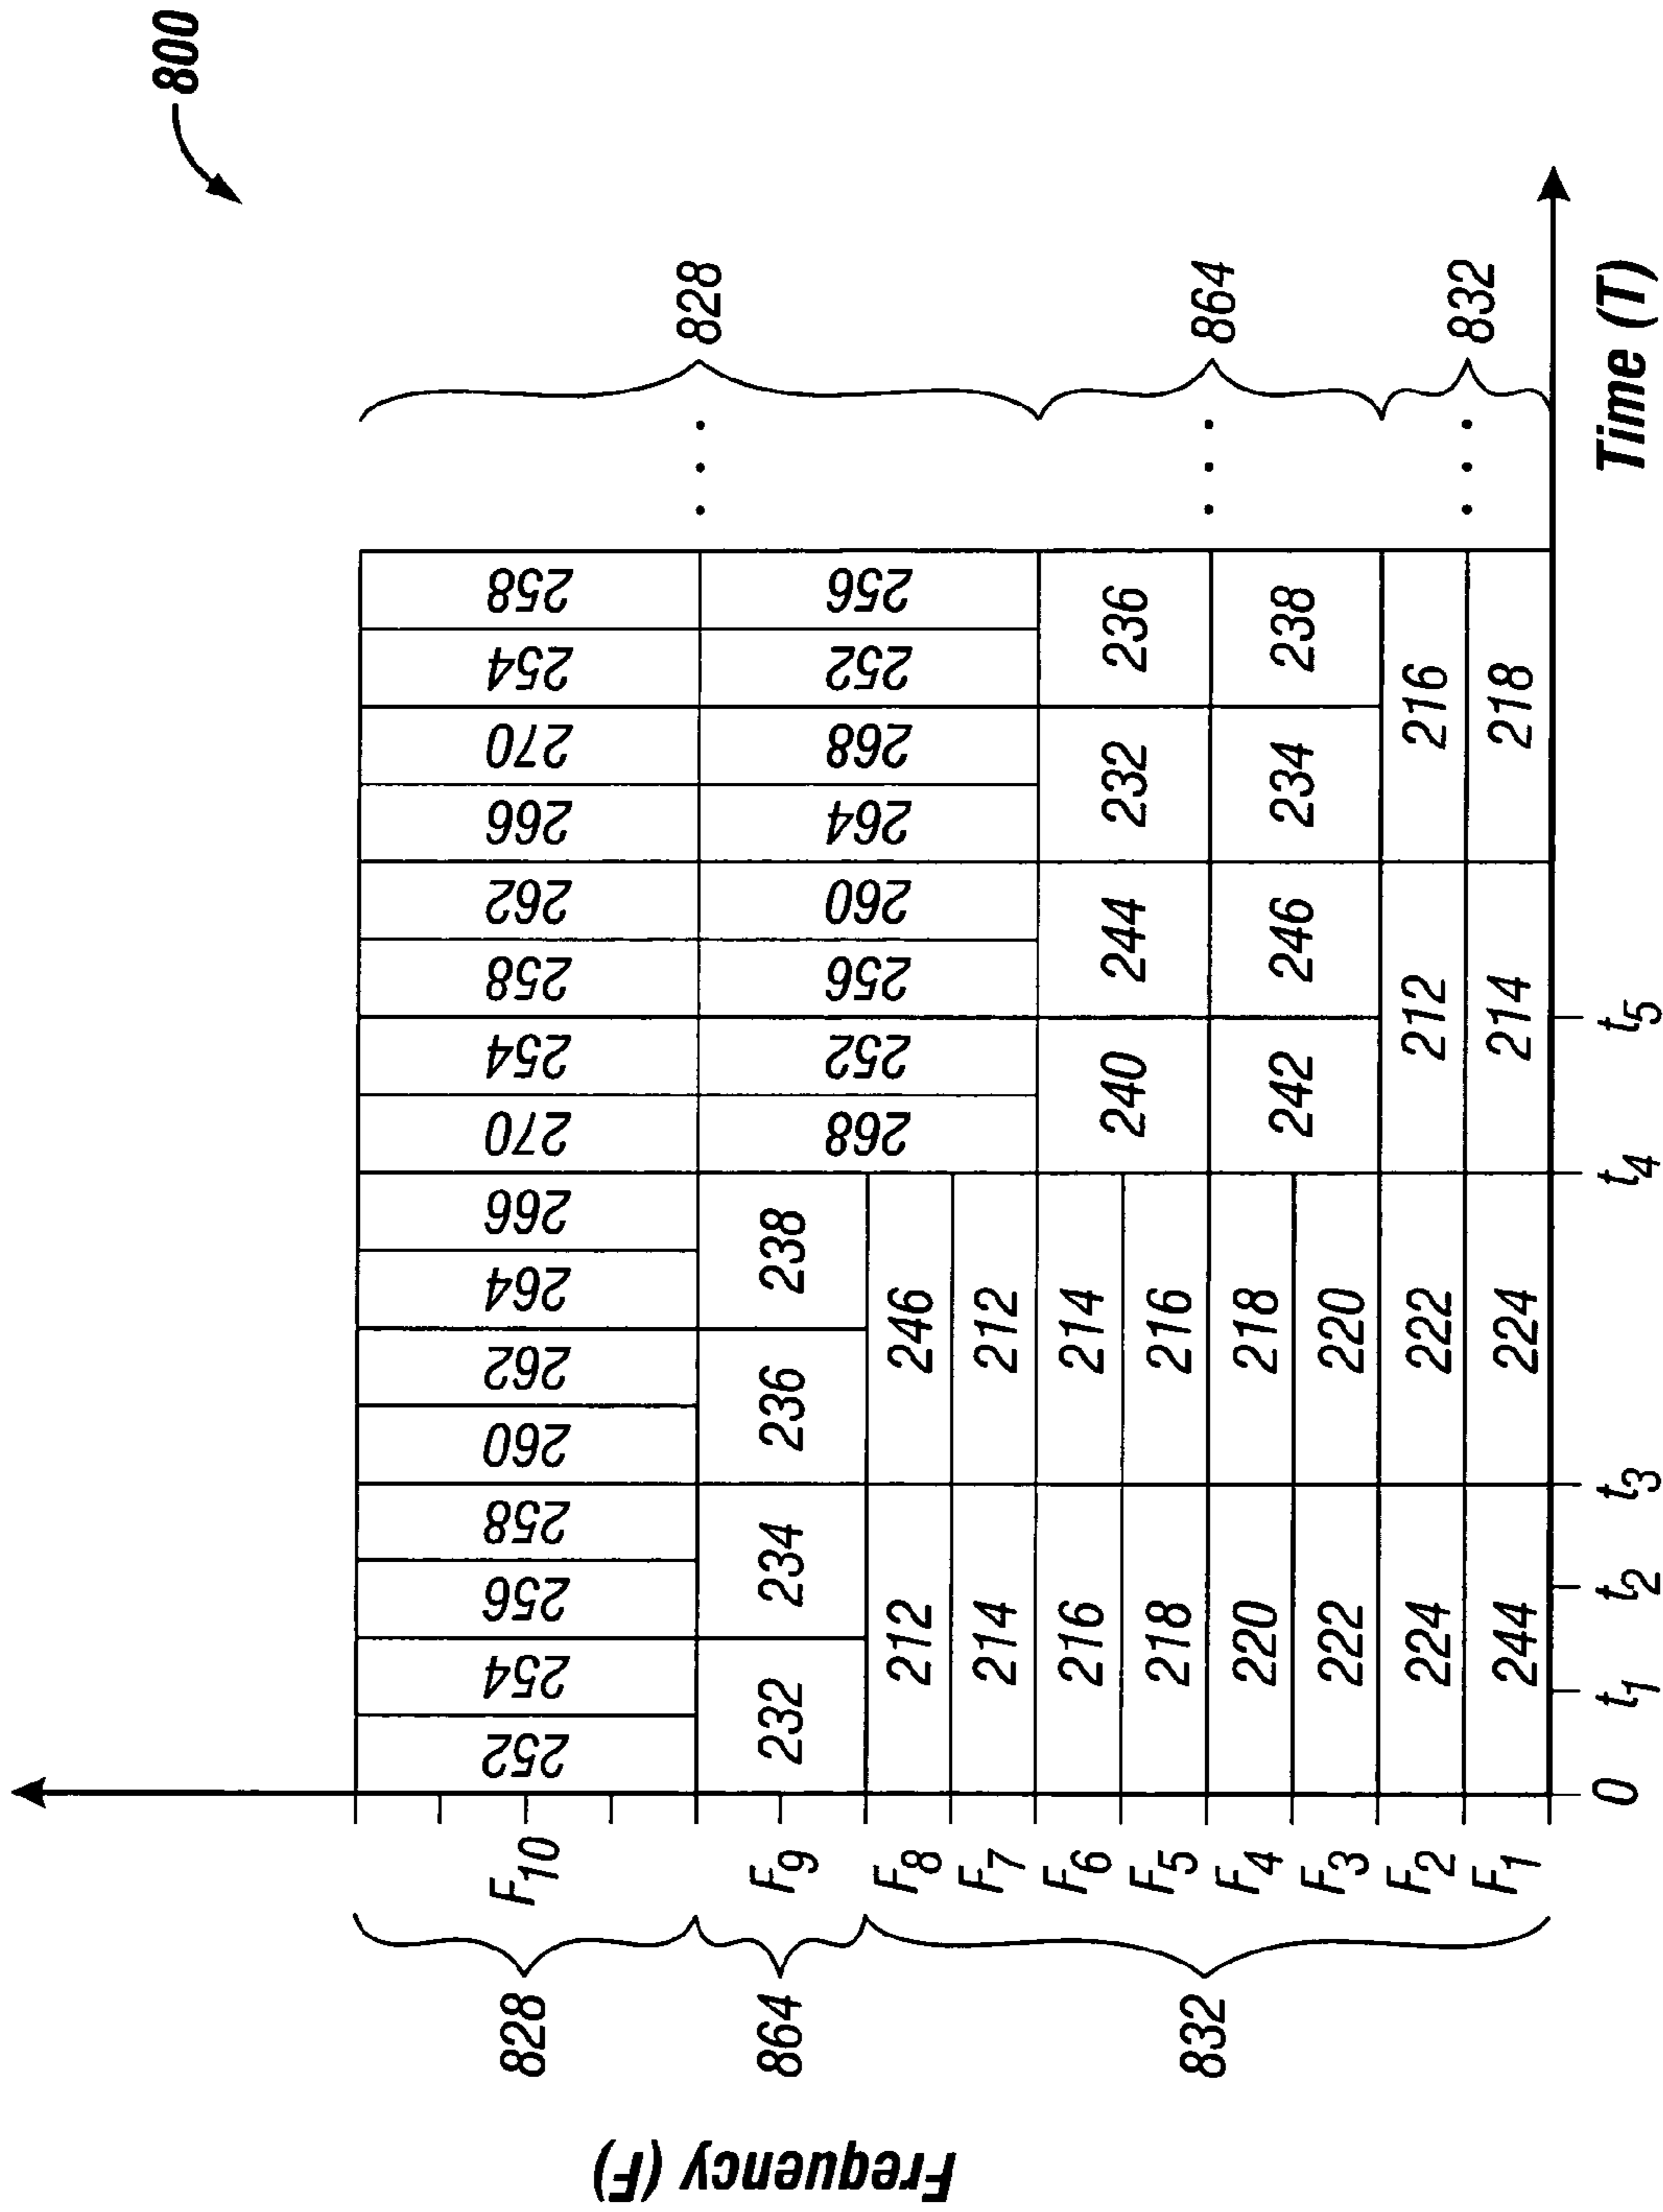 800
Frequency (F)
828
F10
252 254 256 258 260 262 264 266 270 254 258 262 266 270 254 258
. . . 828
864
F9
232 234 236 238
268 252 256 260 264 268 252 256
F8 212 246
F7 214 212
F6 216 214
240 244 232 236
F5 218 216
832
. . . 864
F4 220 218
242 246 234 238
F3 222 220
F2 224 222 212 216
. . . 832
F1 244 224 214 218
0 t1 t2 t3 t4 t5 Time (T)